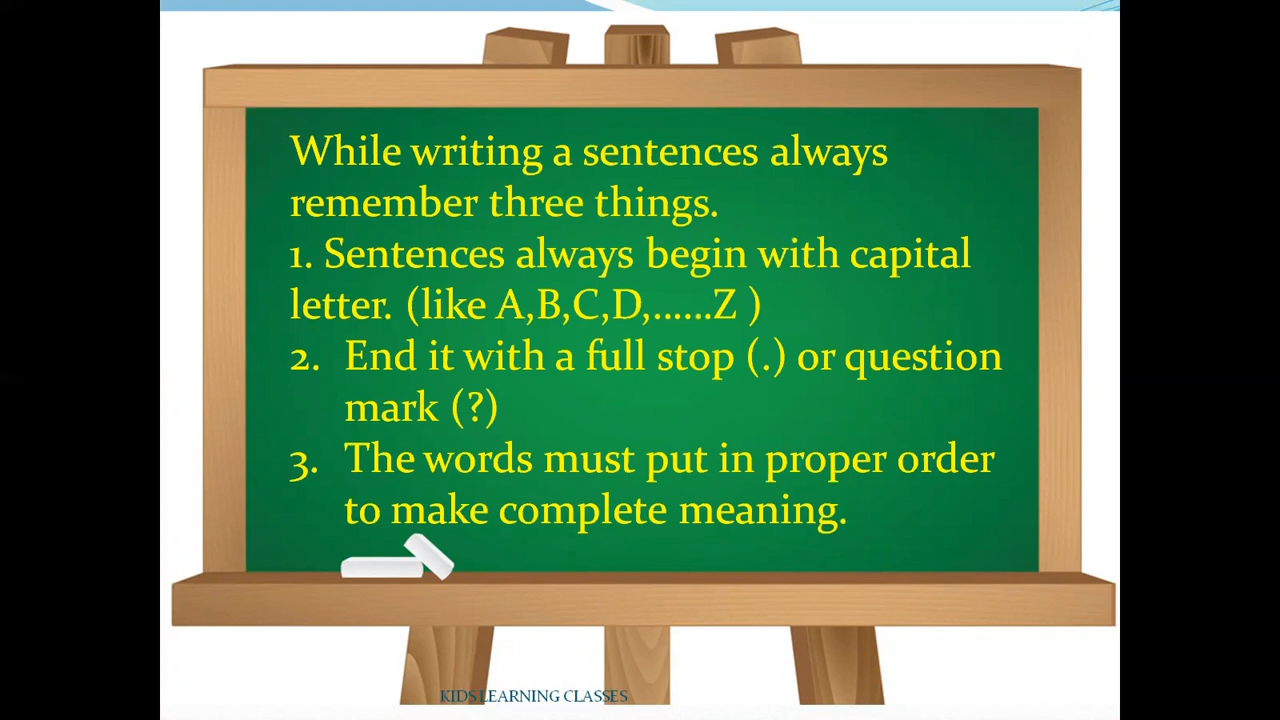 While writing a sentences always
remember three things.
1. Sentences always begin with capital
letter. (like A,B,C,D,......Z )
2. End it with a full stop (.) or question
mark (?)
3. The words must put in proper order
to make complete meaning.
KIDS LEARNING CLASSES